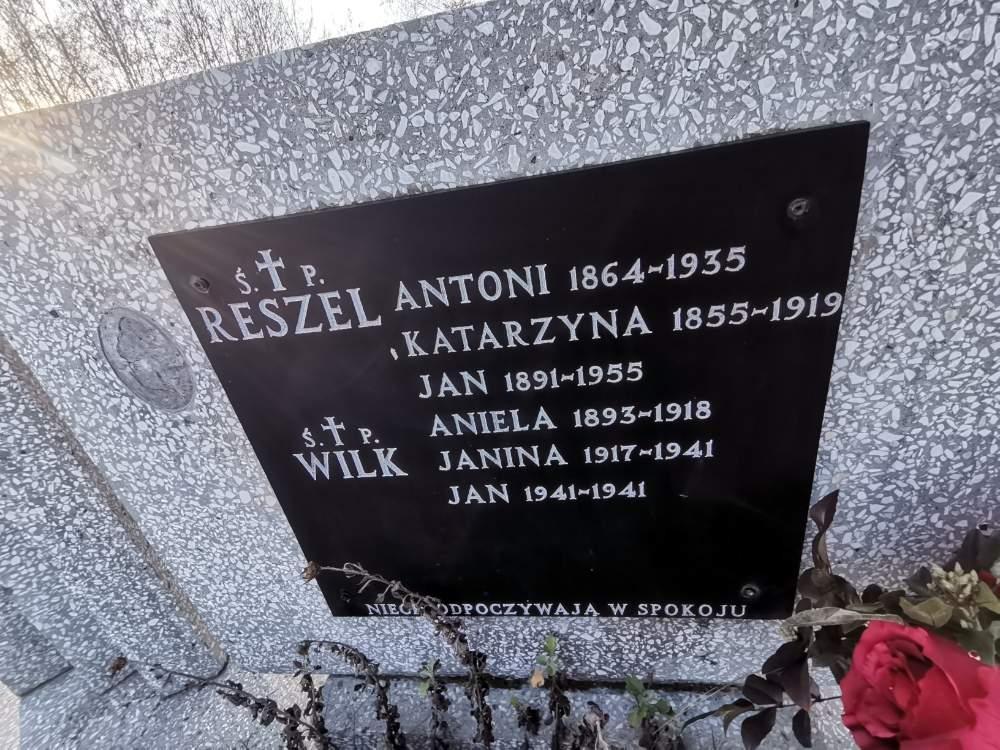 Ś. P.
RESZEL ANTONI 1864-1935
KATARZYNA 1855-1919
JAN 1891-1955
ANIELA 1893-1918
Ś. P.
WILK JANINA 1917-1941
JAN 1941-1941
NIECH ODPOCZYWAJĄ W SPOKOJU